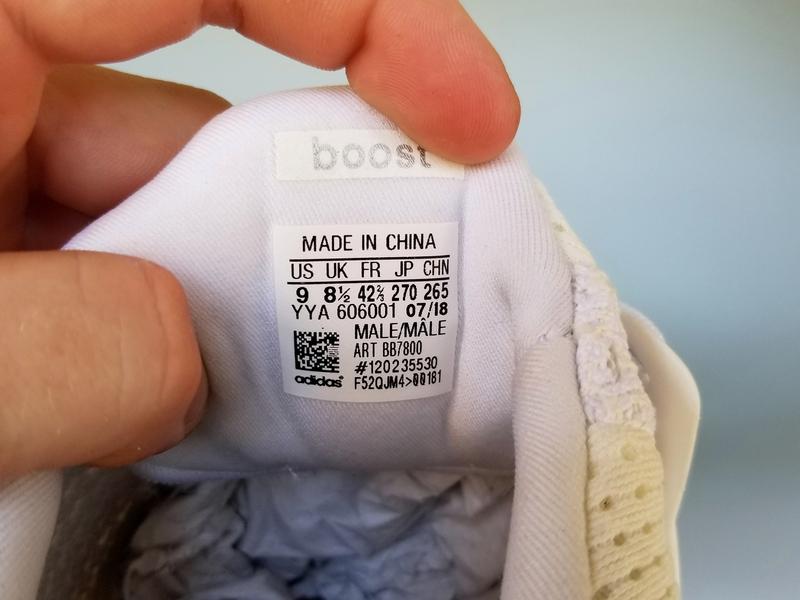 boost
MADE IN CHINA
US UK FR JP CHN
9 8½ 42⅔ 270 265
YYA 606001 07/18
MALE/MÂLE
ART BB7800
#120235530
adidas F52QJM4>00181